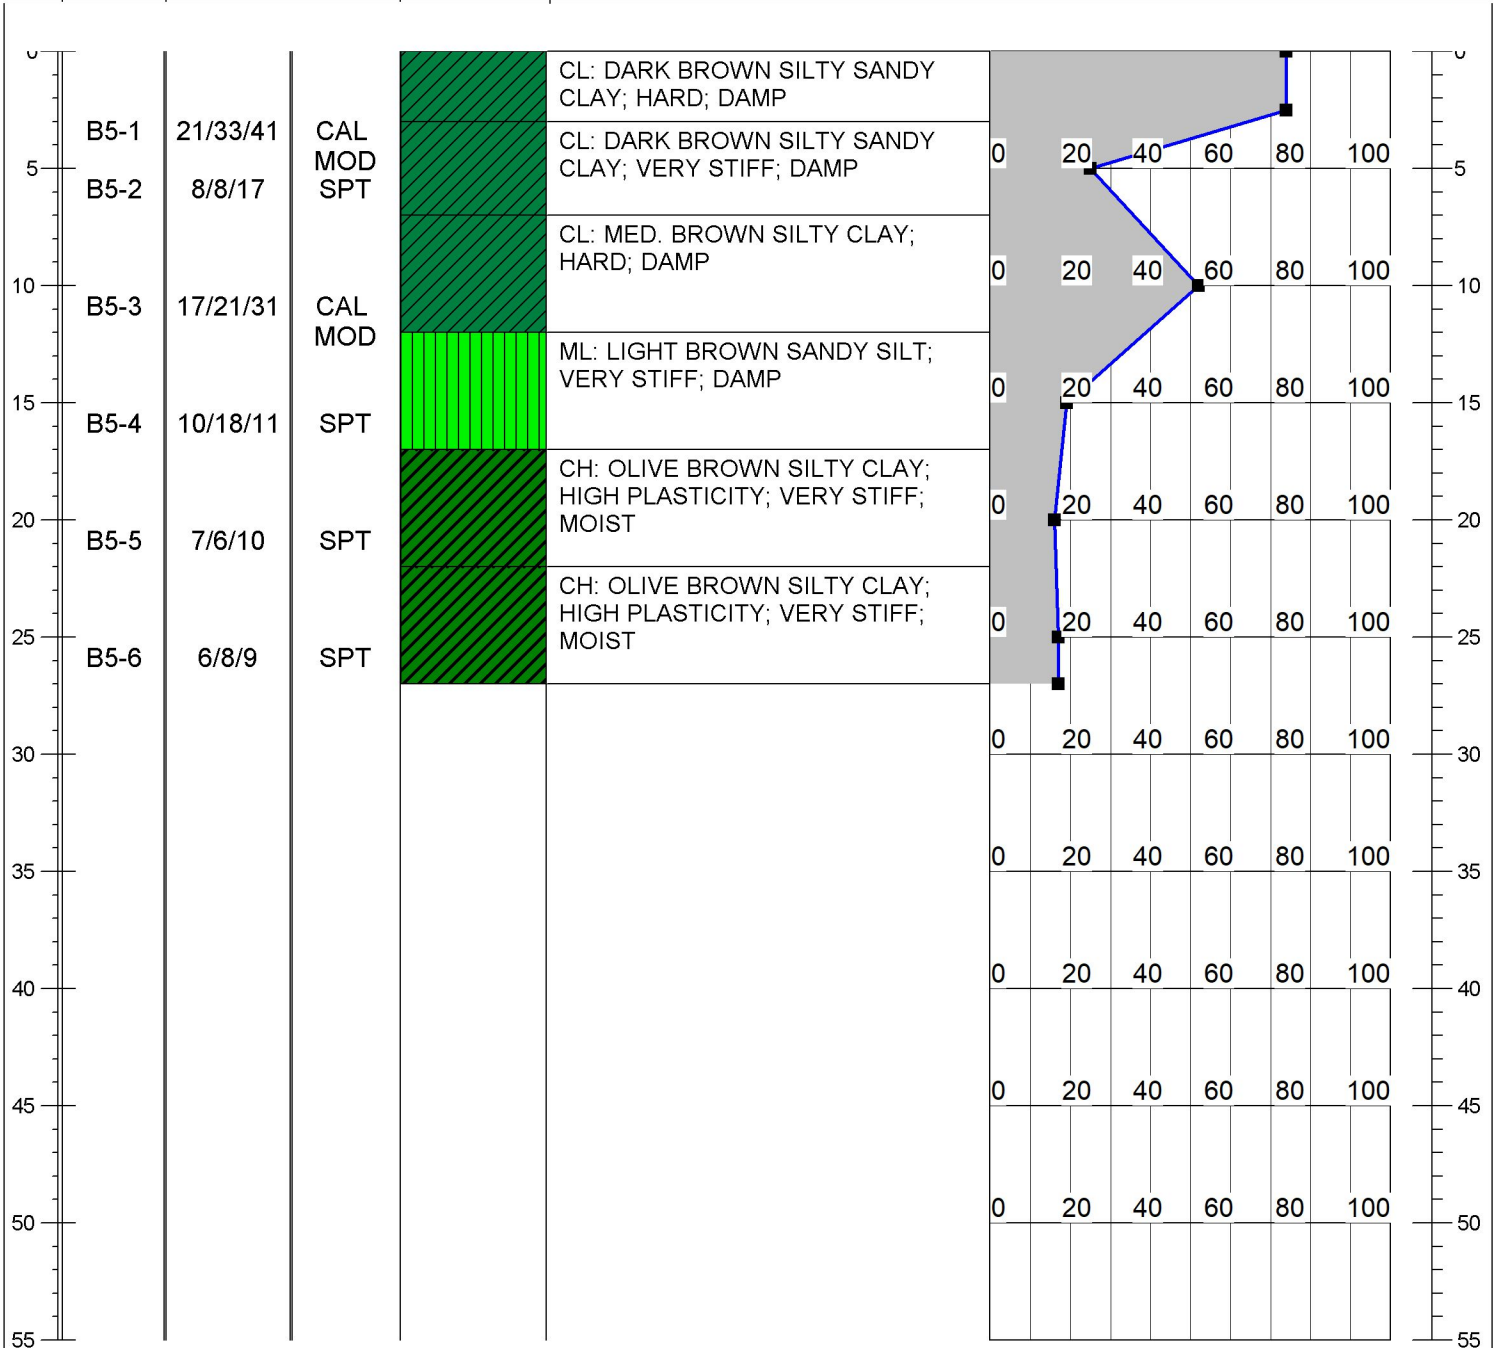 0
CL: DARK BROWN SILTY SANDY
CLAY; HARD; DAMP
0
B5-1 21/33/41 CAL
MOD
CL: DARK BROWN SILTY SANDY
CLAY; VERY STIFF; DAMP
0 20 40 60 80 100
5 5
B5-2 8/8/17 SPT
CL: MED. BROWN SILTY CLAY;
HARD; DAMP
0 20 40 60 80 100
10 10
B5-3 17/21/31 CAL
MOD
ML: LIGHT BROWN SANDY SILT;
VERY STIFF; DAMP
0 20 40 60 80 100
15 15
B5-4 10/18/11 SPT
CH: OLIVE BROWN SILTY CLAY;
HIGH PLASTICITY; VERY STIFF;
MOIST
0 20 40 60 80 100
20 20
B5-5 7/6/10 SPT
CH: OLIVE BROWN SILTY CLAY;
HIGH PLASTICITY; VERY STIFF;
MOIST
0 20 40 60 80 100
25 25
B5-6 6/8/9 SPT
0 20 40 60 80 100
30 30
0 20 40 60 80 100
35 35
0 20 40 60 80 100
40 40
0 20 40 60 80 100
45 45
0 20 40 60 80 100
50 50
55 55